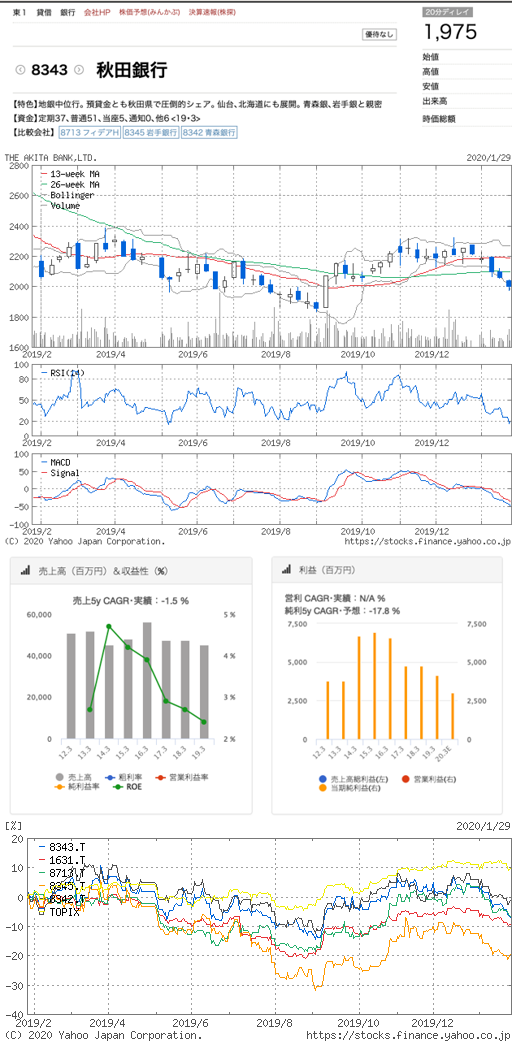 東1 貸借 銀行 会社HP 株価予想(みんかぶ) 決算速報(株探)
優待なし
8343 秋田銀行
【特色】地銀中位行。預貸金とも秋田県で圧倒的シェア。仙台、北海道にも展開。青森銀、岩手銀と親密
【資金】定期37、普通51、当座5、通知0、他6 <19・3>
【比較会社】 8713 フィデアH 8345 岩手銀行 8342 青森銀行
20分ディレイ
1,975
始値
高値
安値
出来高
時価総額
THE AKITA BANK,LTD. 2020/1/29
13-week MA
26-week MA
Bollinger
Volume
2800
2600
2400
2200
2000
1800
1600
2019/2 2019/4 2019/6 2019/8 2019/10 2019/12
RSI(14)
100
80
50
20
0
2019/2 2019/4 2019/6 2019/8 2019/10 2019/12
MACD
Signal
100
50
0
−50
−100
2019/2 2019/4 2019/6 2019/8 2019/10 2019/12
(C) 2020 Yahoo Japan Corporation. https://stocks.finance.yahoo.co.jp
売上高（百万円）＆収益性（%）
売上5y CAGR・実績：-1.5 %
60,000
40,000
20,000
0
5 %
4 %
3 %
2 %
12.3 13.3 14.3 15.3 16.3 17.3 18.3 19.3
売上高 粗利率 営業利益率
純利益率 ROE
利益（百万円）
営利 CAGR・実績：N/A %
純利5y CAGR・予想：-17.8 %
7,500
5,000
2,500
0
7,500
5,000
2,500
0
12.3 13.3 14.3 15.3 16.3 17.3 18.3 19.3 20.3E
売上高総利益(左) 営業利益(右)
当期純利益(右)
[%] 2020/1/29
8343.T
1631.T
8713.T
8345.T
8342.T
TOPIX
20
10
0
−10
−20
−30
−40
2019/2 2019/4 2019/6 2019/8 2019/10 2019/12
(C) 2020 Yahoo Japan Corporation. https://stocks.finance.yahoo.co.jp